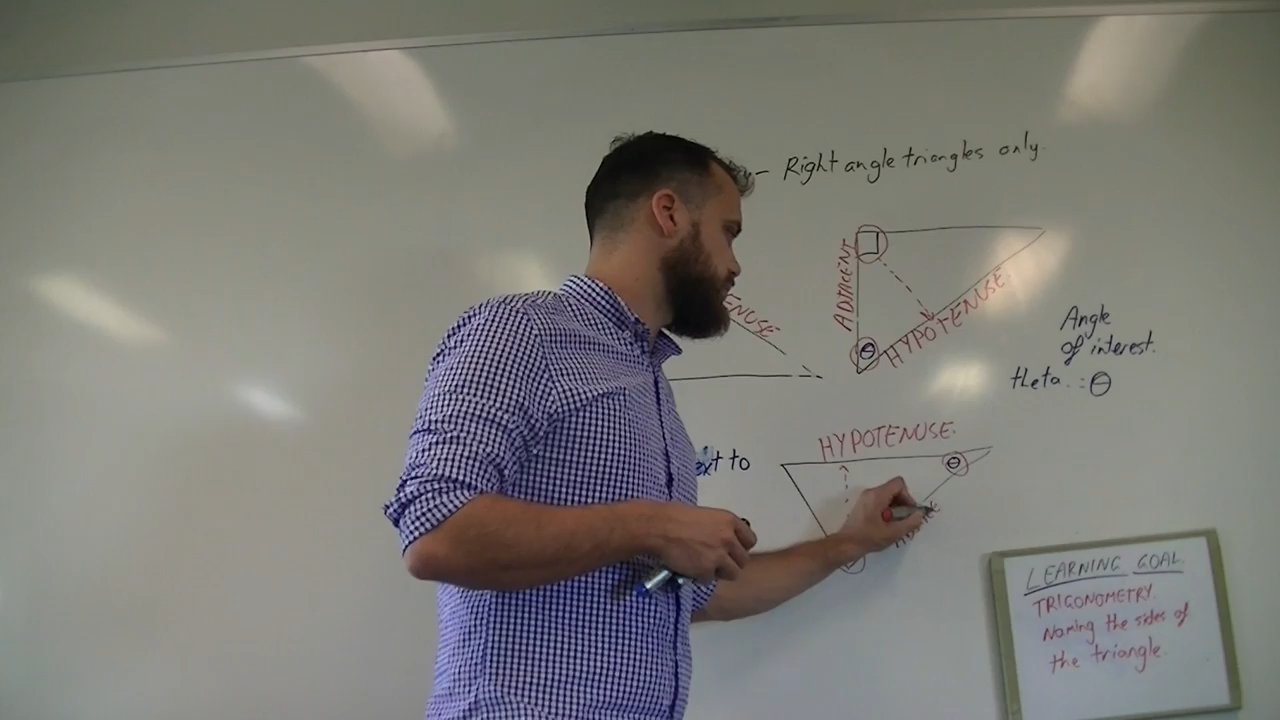 - Right angle triangles only.
ADJACENT
HYPOTENUSE.
ENUSE
Angle
of interest.
theta.: Θ
Θ
HYPOTENUSE.
Θ
xt to
LEARNING GOAL.
TRIGONOMETRY.
Naming the sides of
the triangle.